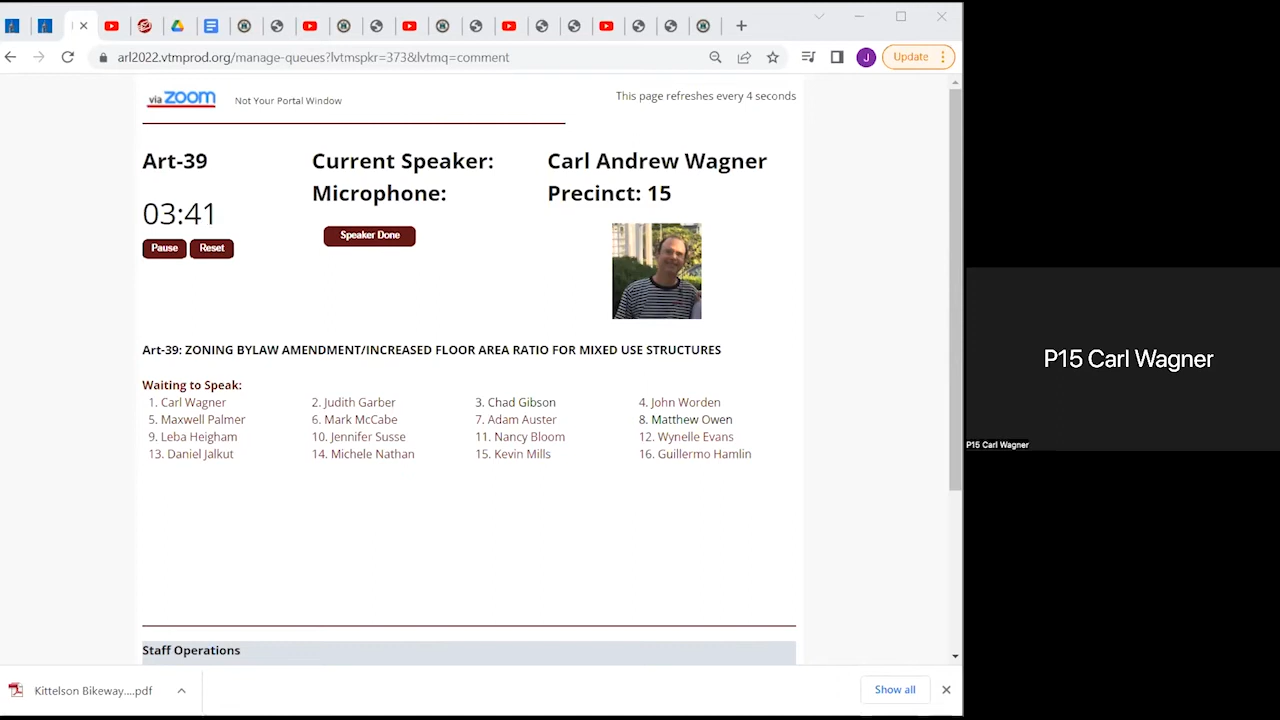 arl2022.vtmprod.org/manage-queues?lvtmspkr=373&lvtmq=comment
J
Update
via zoom
Not Your Portal Window
This page refreshes every 4 seconds
Art-39
Current Speaker:
Carl Andrew Wagner
Microphone:
Precinct: 15
03:41
Pause
Reset
Speaker Done
Art-39: ZONING BYLAW AMENDMENT/INCREASED FLOOR AREA RATIO FOR MIXED USE STRUCTURES
Waiting to Speak:
1. Carl Wagner 2. Judith Garber 3. Chad Gibson 4. John Worden
5. Maxwell Palmer 6. Mark McCabe 7. Adam Auster 8. Matthew Owen
9. Leba Heigham 10. Jennifer Susse 11. Nancy Bloom 12. Wynelle Evans
13. Daniel Jalkut 14. Michele Nathan 15. Kevin Mills 16. Guillermo Hamlin
Staff Operations
Kittelson Bikeway....pdf
Show all
P15 Carl Wagner
P15 Carl Wagner